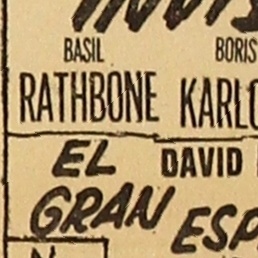 BASIL BORIS
RATHBONE KARLO
EL DAVID
GRAN ESP